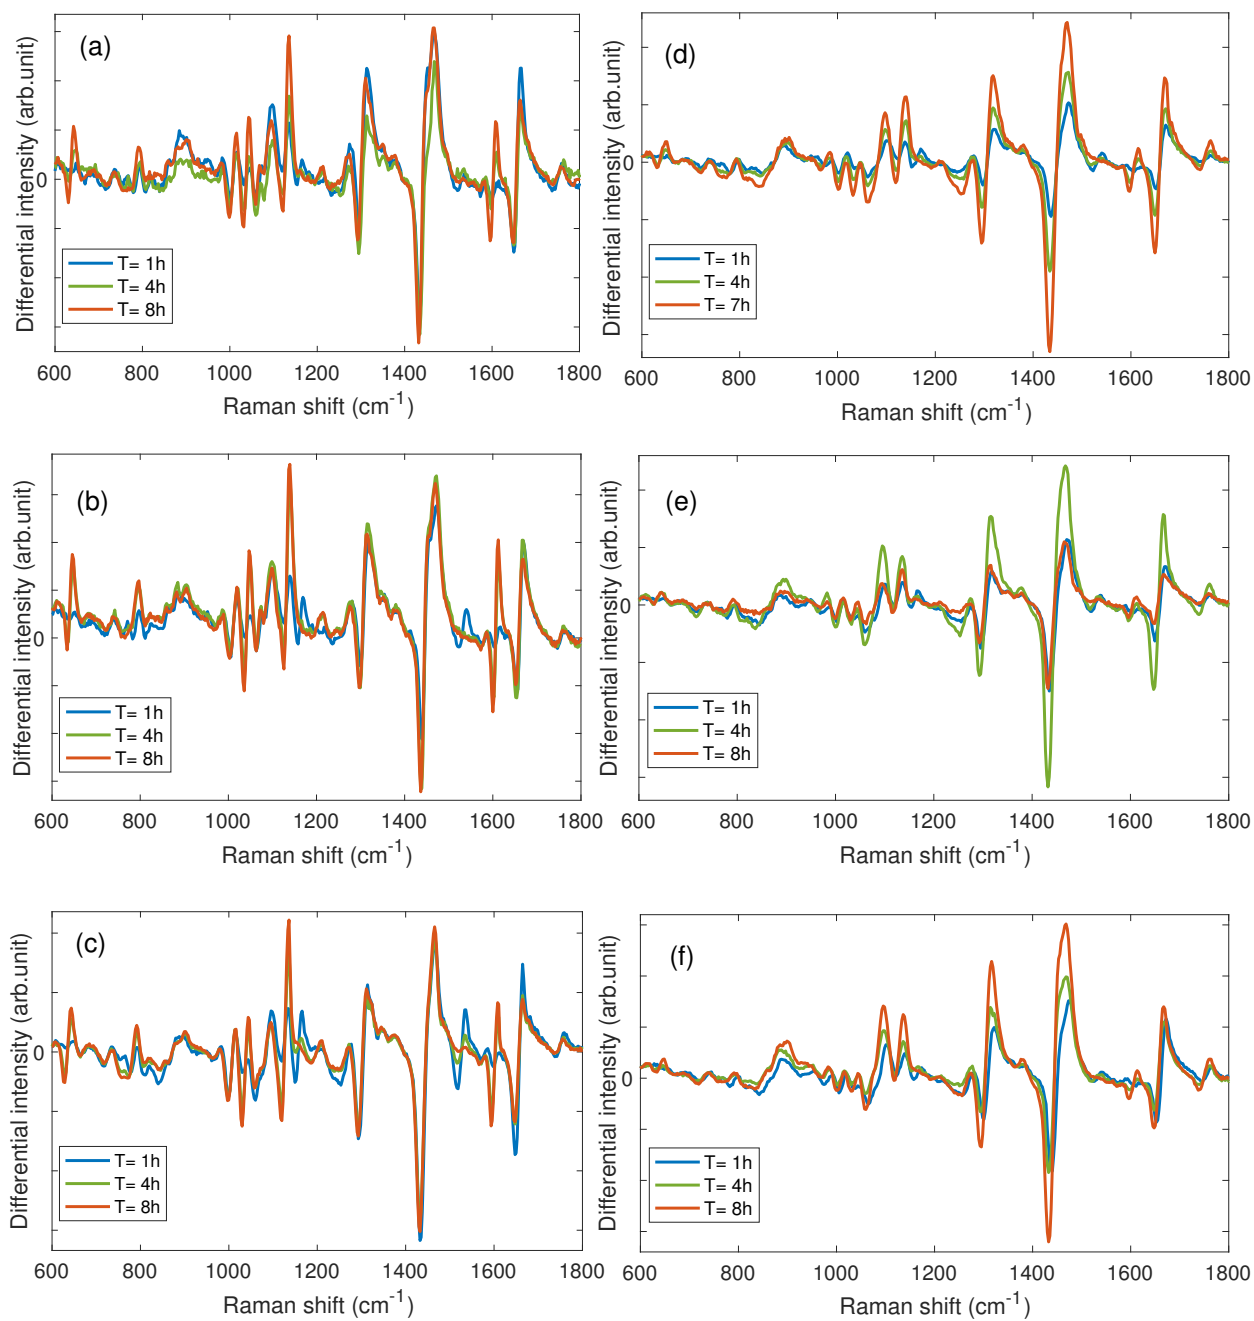 (a)
Differential intensity (arb.unit)
0
T= 1h
T= 4h
T= 8h
600 800 1000 1200 1400 1600 1800
Raman shift (cm-1)
(d)
Differential intensity (arb.unit)
0
T= 1h
T= 4h
T= 7h
600 800 1000 1200 1400 1600 1800
Raman shift (cm-1)
(b)
Differential intensity (arb.unit)
0
T= 1h
T= 4h
T= 8h
600 800 1000 1200 1400 1600 1800
Raman shift (cm-1)
(e)
Differential intensity (arb.unit)
0
T= 1h
T= 4h
T= 8h
600 800 1000 1200 1400 1600 1800
Raman shift (cm-1)
(c)
Differential intensity (arb.unit)
0
T= 1h
T= 4h
T= 8h
600 800 1000 1200 1400 1600 1800
Raman shift (cm-1)
(f)
Differential intensity (arb.unit)
0
T= 1h
T= 4h
T= 8h
600 800 1000 1200 1400 1600 1800
Raman shift (cm-1)